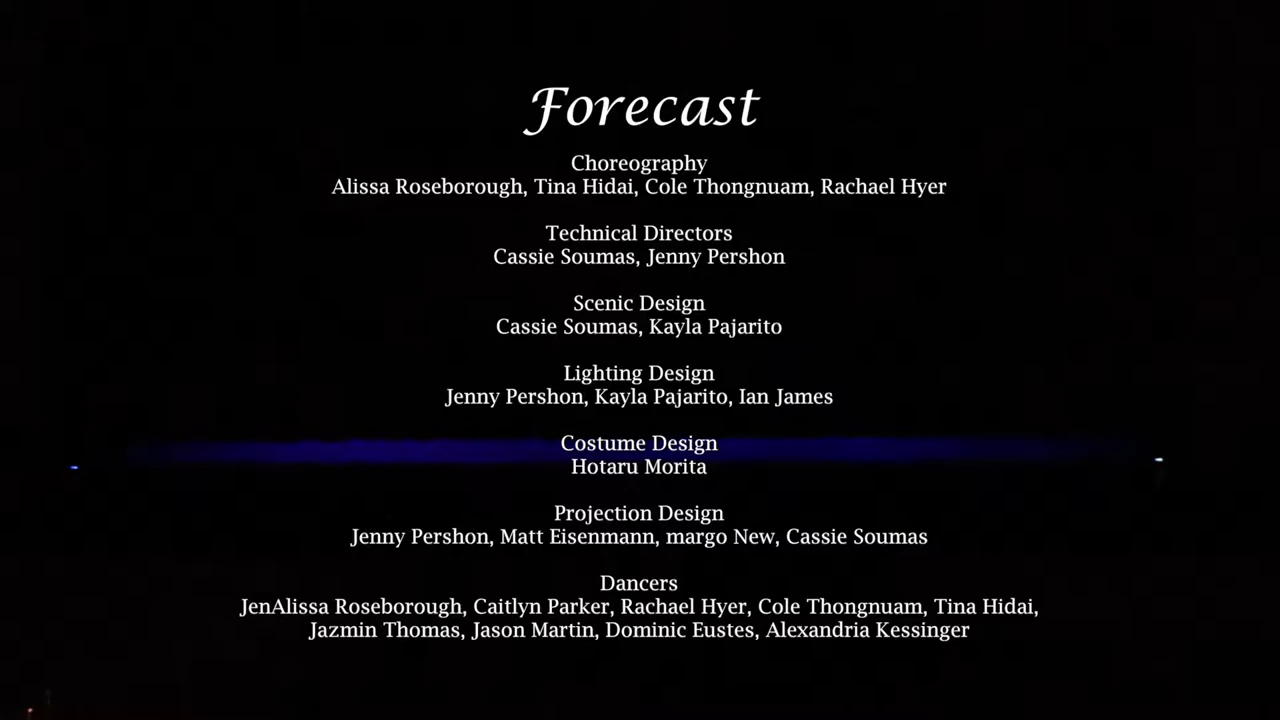 Forecast
Choreography
Alissa Roseborough, Tina Hidai, Cole Thongnuam, Rachael Hyer
Technical Directors
Cassie Soumas, Jenny Pershon
Scenic Design
Cassie Soumas, Kayla Pajarito
Lighting Design
Jenny Pershon, Kayla Pajarito, Ian James
Costume Design
Hotaru Morita
Projection Design
Jenny Pershon, Matt Eisenmann, margo New, Cassie Soumas
Dancers
JenAlissa Roseborough, Caitlyn Parker, Rachael Hyer, Cole Thongnuam, Tina Hidai,
Jazmin Thomas, Jason Martin, Dominic Eustes, Alexandria Kessinger